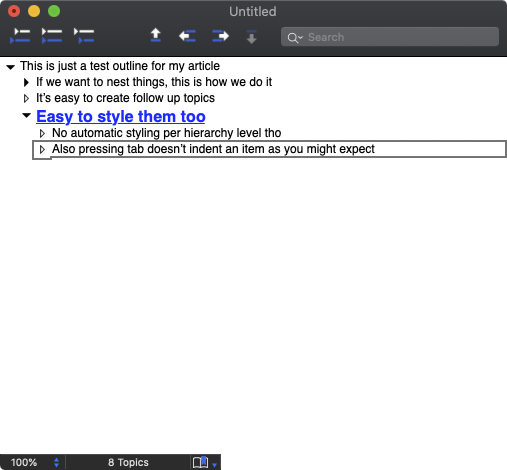 Untitled
Search
This is just a test outline for my article
If we want to nest things, this is how we do it
It's easy to create follow up topics
Easy to style them too
No automatic styling per hierarchy level tho
Also pressing tab doesn't indent an item as you might expect
100%
8 Topics